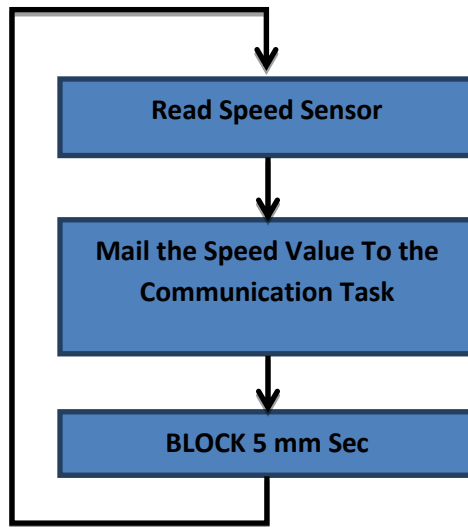 Read Speed Sensor
Mail the Speed Value To the
Communication Task
BLOCK 5 mm Sec